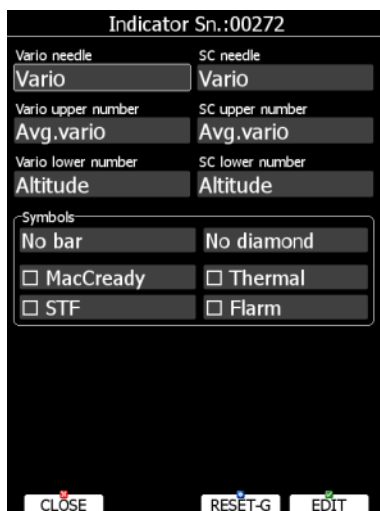 Indicator Sn.:00272
Vario needle SC needle
Vario Vario
Vario upper number SC upper number
Avg.vario Avg.vario
Vario lower number SC lower number
Altitude Altitude
Symbols
No bar No diamond
MacCready Thermal
STF Flarm
CLOSE RESET-G EDIT